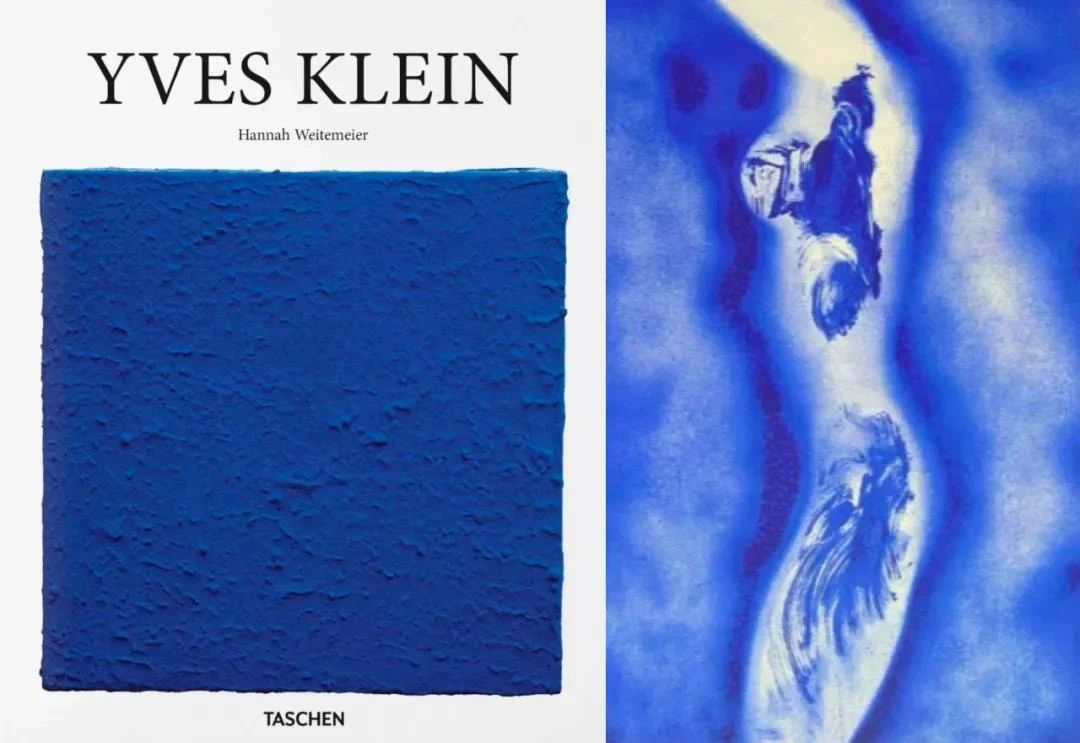 YVES KLEIN
Hannah Weitemeier
TASCHEN